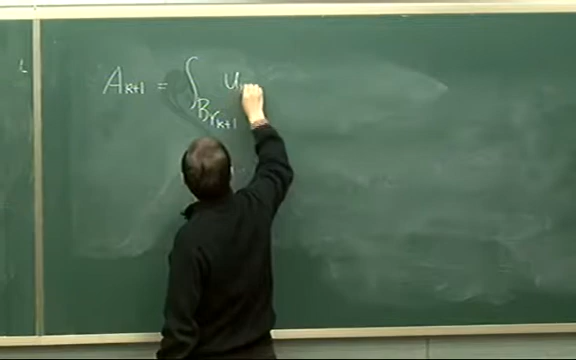 A_{k+1} = ∫_{B_{r_{k+1}}} u